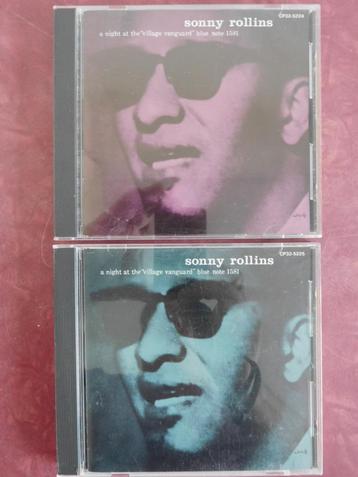 sonny rollins
CP32-5224
a night at the "village vanguard" blue note 1581
sonny rollins
CP32-5225
a night at the "village vanguard" blue note 1581